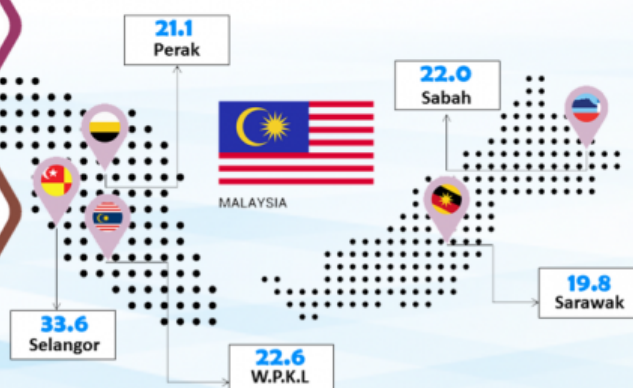 21.1
Perak
22.0
Sabah
MALAYSIA
19.8
Sarawak
33.6
Selangor
22.6
W.P.K.L